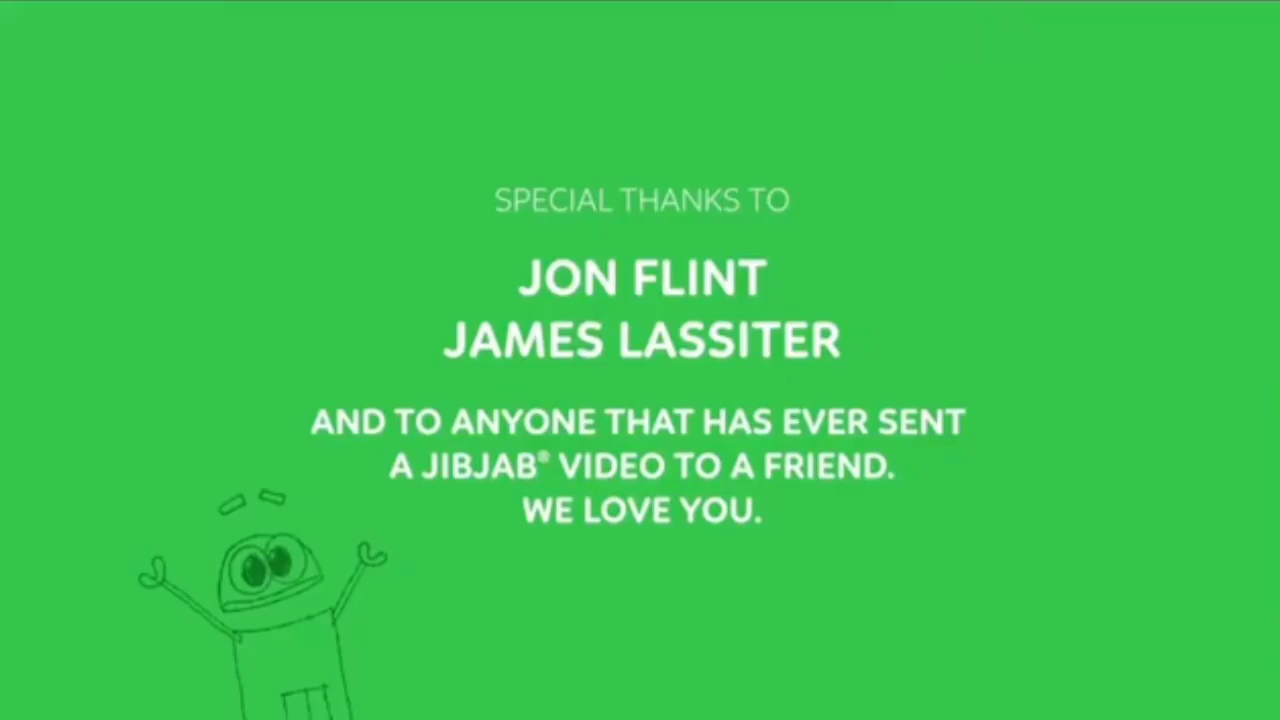 SPECIAL THANKS TO
JON FLINT
JAMES LASSITER
AND TO ANYONE THAT HAS EVER SENT
A JIBJAB® VIDEO TO A FRIEND.
WE LOVE YOU.